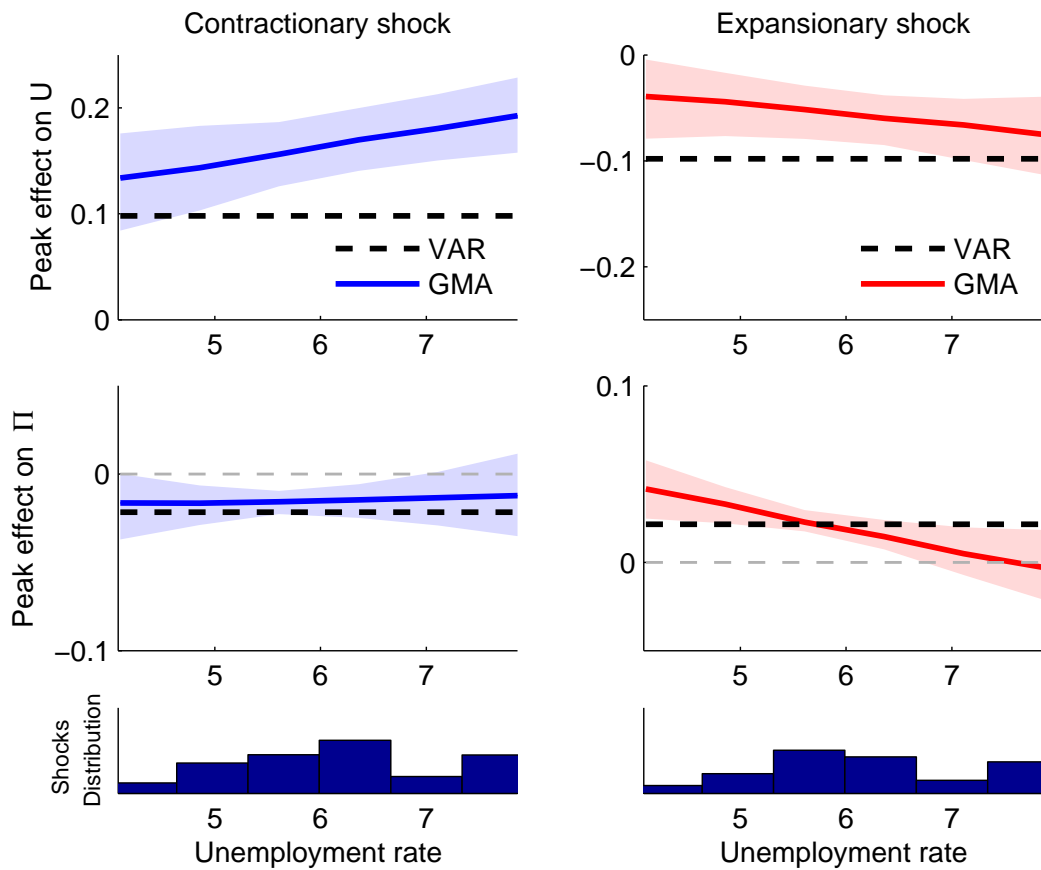 Contractionary shock
Expansionary shock
Peak effect on U
0.2
0.1
0
VAR
GMA
5
6
7
0
−0.1
−0.2
VAR
GMA
5
6
7
Peak effect on Π
0
−0.1
5
6
7
0.1
0
5
6
7
Shocks
Distribution
5
6
7
Unemployment rate
5
6
7
Unemployment rate